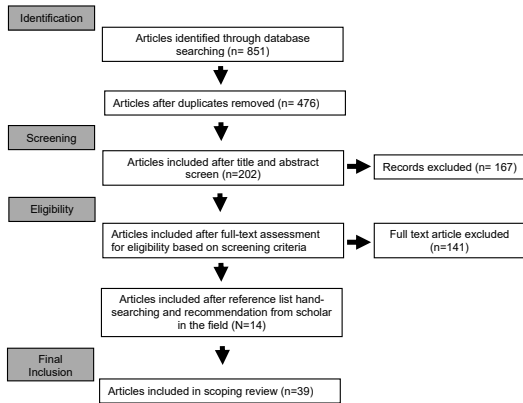 Identification
Articles identified through database
searching (n= 851)
Articles after duplicates removed (n= 476)
Screening
Articles included after title and abstract
screen (n=202)
Records excluded (n= 167)
Eligibility
Articles included after full-text assessment
for eligibility based on screening criteria
Full text article excluded
(n=141)
Articles included after reference list hand-
searching and recommendation from scholar
in the field (N=14)
Final
Inclusion
Articles included in scoping review (n=39)